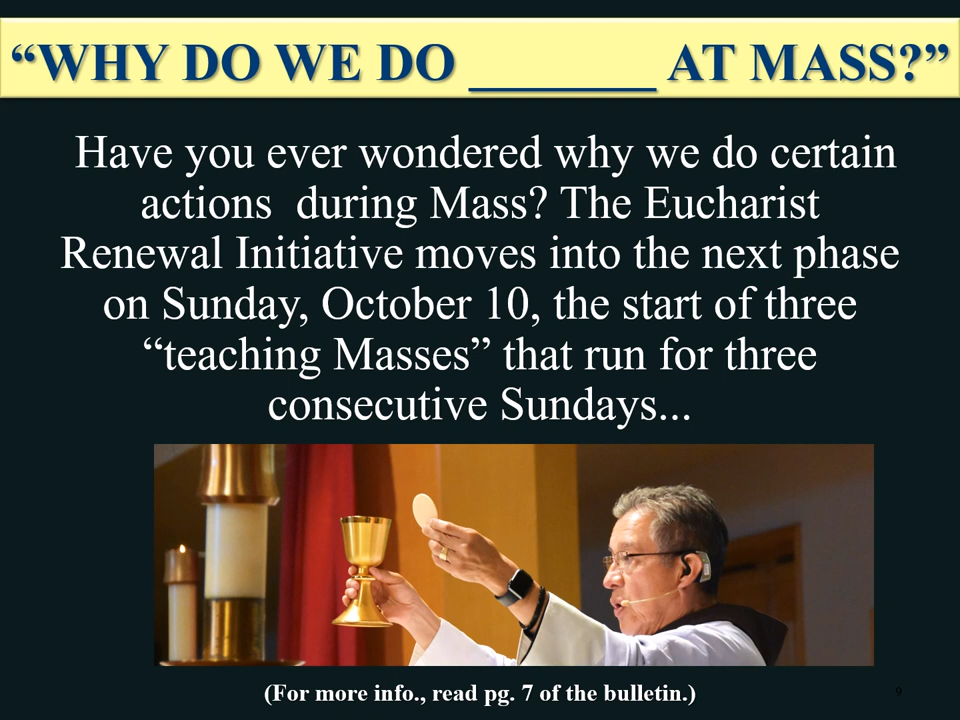 “WHY DO WE DO _______ AT MASS?”
Have you ever wondered why we do certain
actions  during Mass? The Eucharist
Renewal Initiative moves into the next phase
on Sunday, October 10, the start of three
“teaching Masses” that run for three
consecutive Sundays...
(For more info., read pg. 7 of the bulletin.)
9